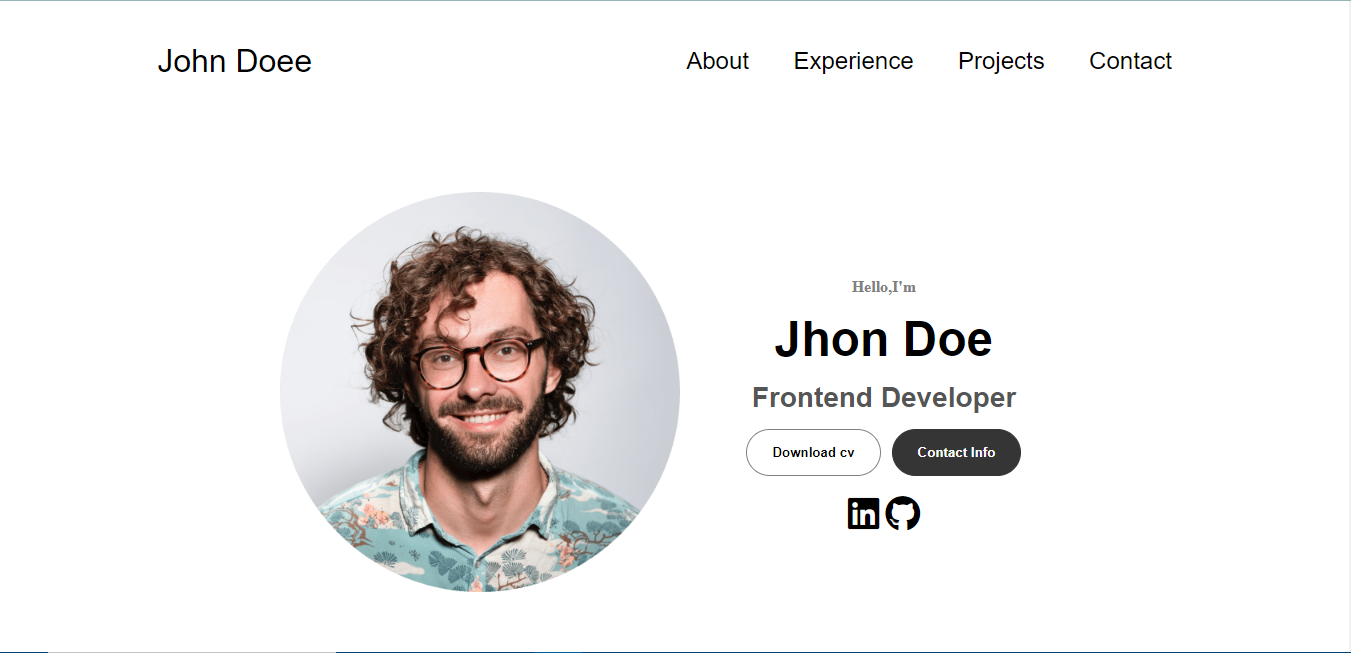 John Doee
About Experience Projects Contact
Hello,I'm
Jhon Doe
Frontend Developer
Download cv
Contact Info
in